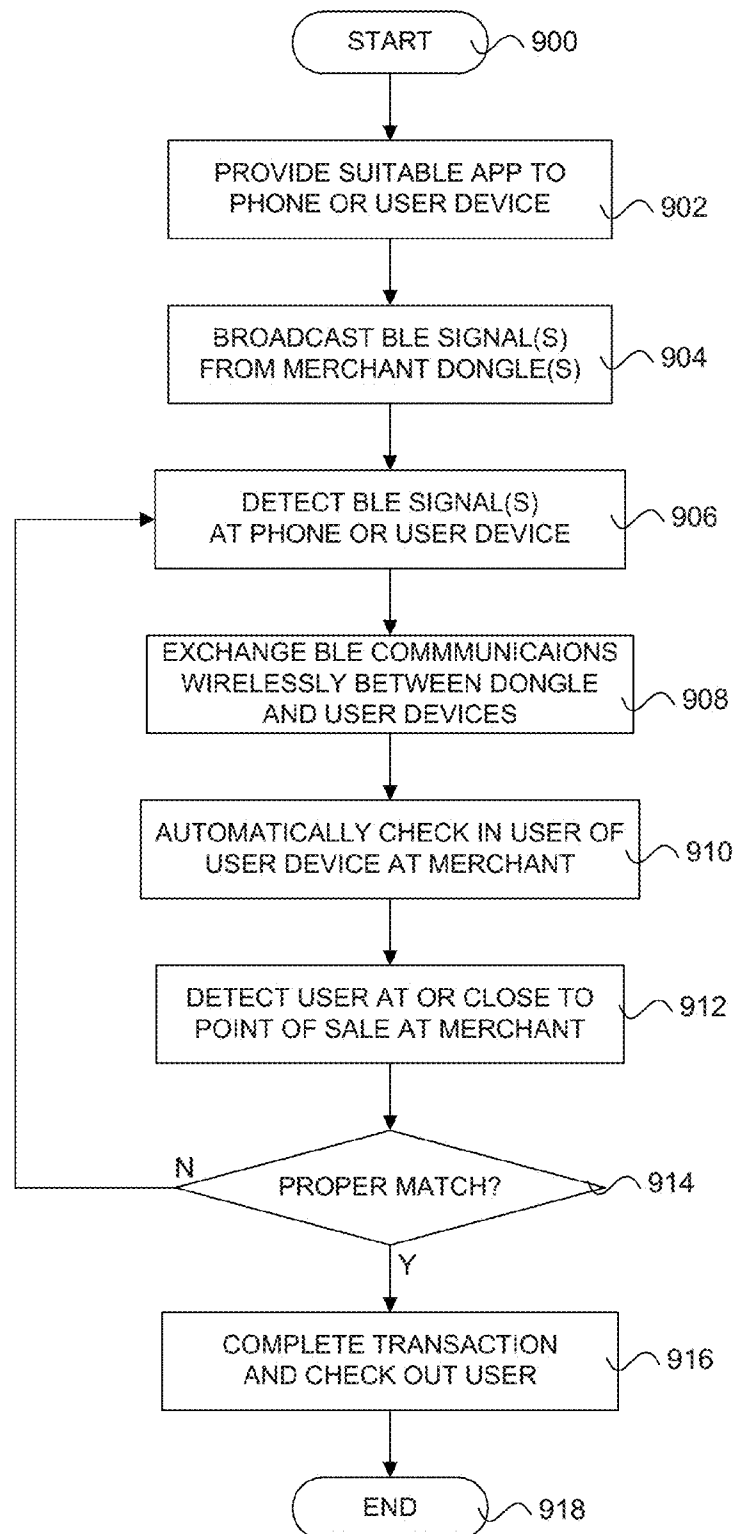 START
900
PROVIDE SUITABLE APP TO
PHONE OR USER DEVICE
902
BROADCAST BLE SIGNAL(S)
FROM MERCHANT DONGLE(S)
904
DETECT BLE SIGNAL(S)
AT PHONE OR USER DEVICE
906
EXCHANGE BLE COMMMUNICAIONS
WIRELESSLY BETWEEN DONGLE
AND USER DEVICES
908
AUTOMATICALLY CHECK IN USER OF
USER DEVICE AT MERCHANT
910
DETECT USER AT OR CLOSE TO
POINT OF SALE AT MERCHANT
912
N
PROPER MATCH?
914
Y
COMPLETE TRANSACTION
AND CHECK OUT USER
916
END
918